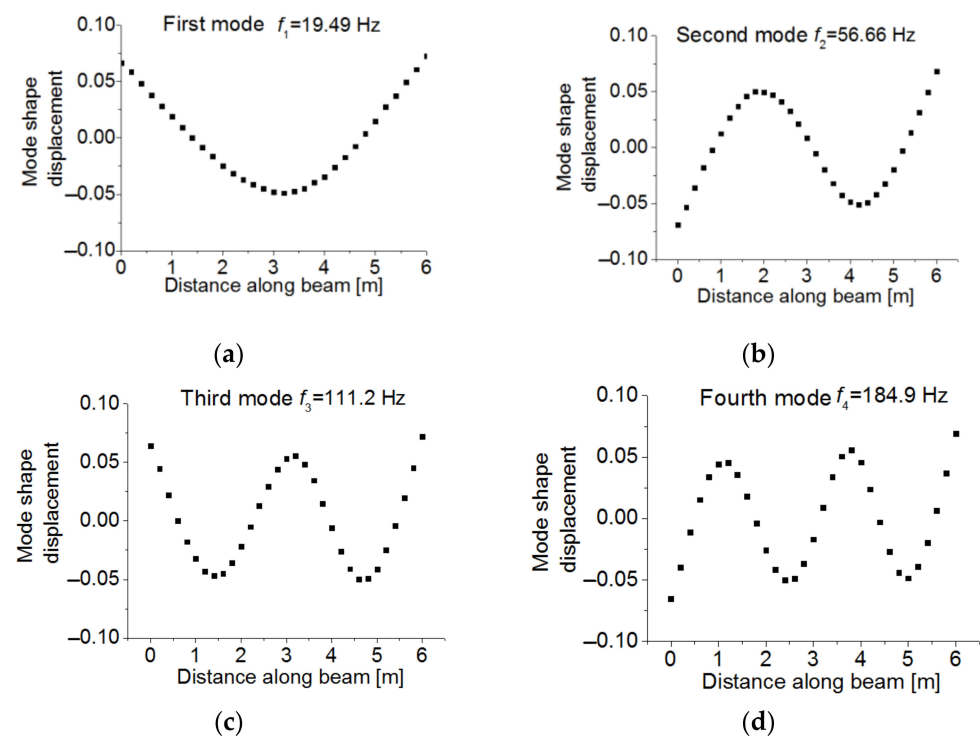 First mode f₁=19.49 Hz
0.10
0.05
0.00
–0.05
–0.10
Mode shape
displacement
0 1 2 3 4 5 6
Distance along beam [m]
(a)
Second mode f₂=56.66 Hz
0.10
0.05
0.00
–0.05
–0.10
Mode shape
displacement
0 1 2 3 4 5 6
Distance along beam [m]
(b)
Third mode f₃=111.2 Hz
0.10
0.05
0.00
–0.05
–0.10
Mode shape
displacement
0 1 2 3 4 5 6
Distance along beam [m]
(c)
Fourth mode f₄=184.9 Hz
0.10
0.05
0.00
–0.05
–0.10
Mode shape
displacement
0 1 2 3 4 5 6
Distance along beam [m]
(d)